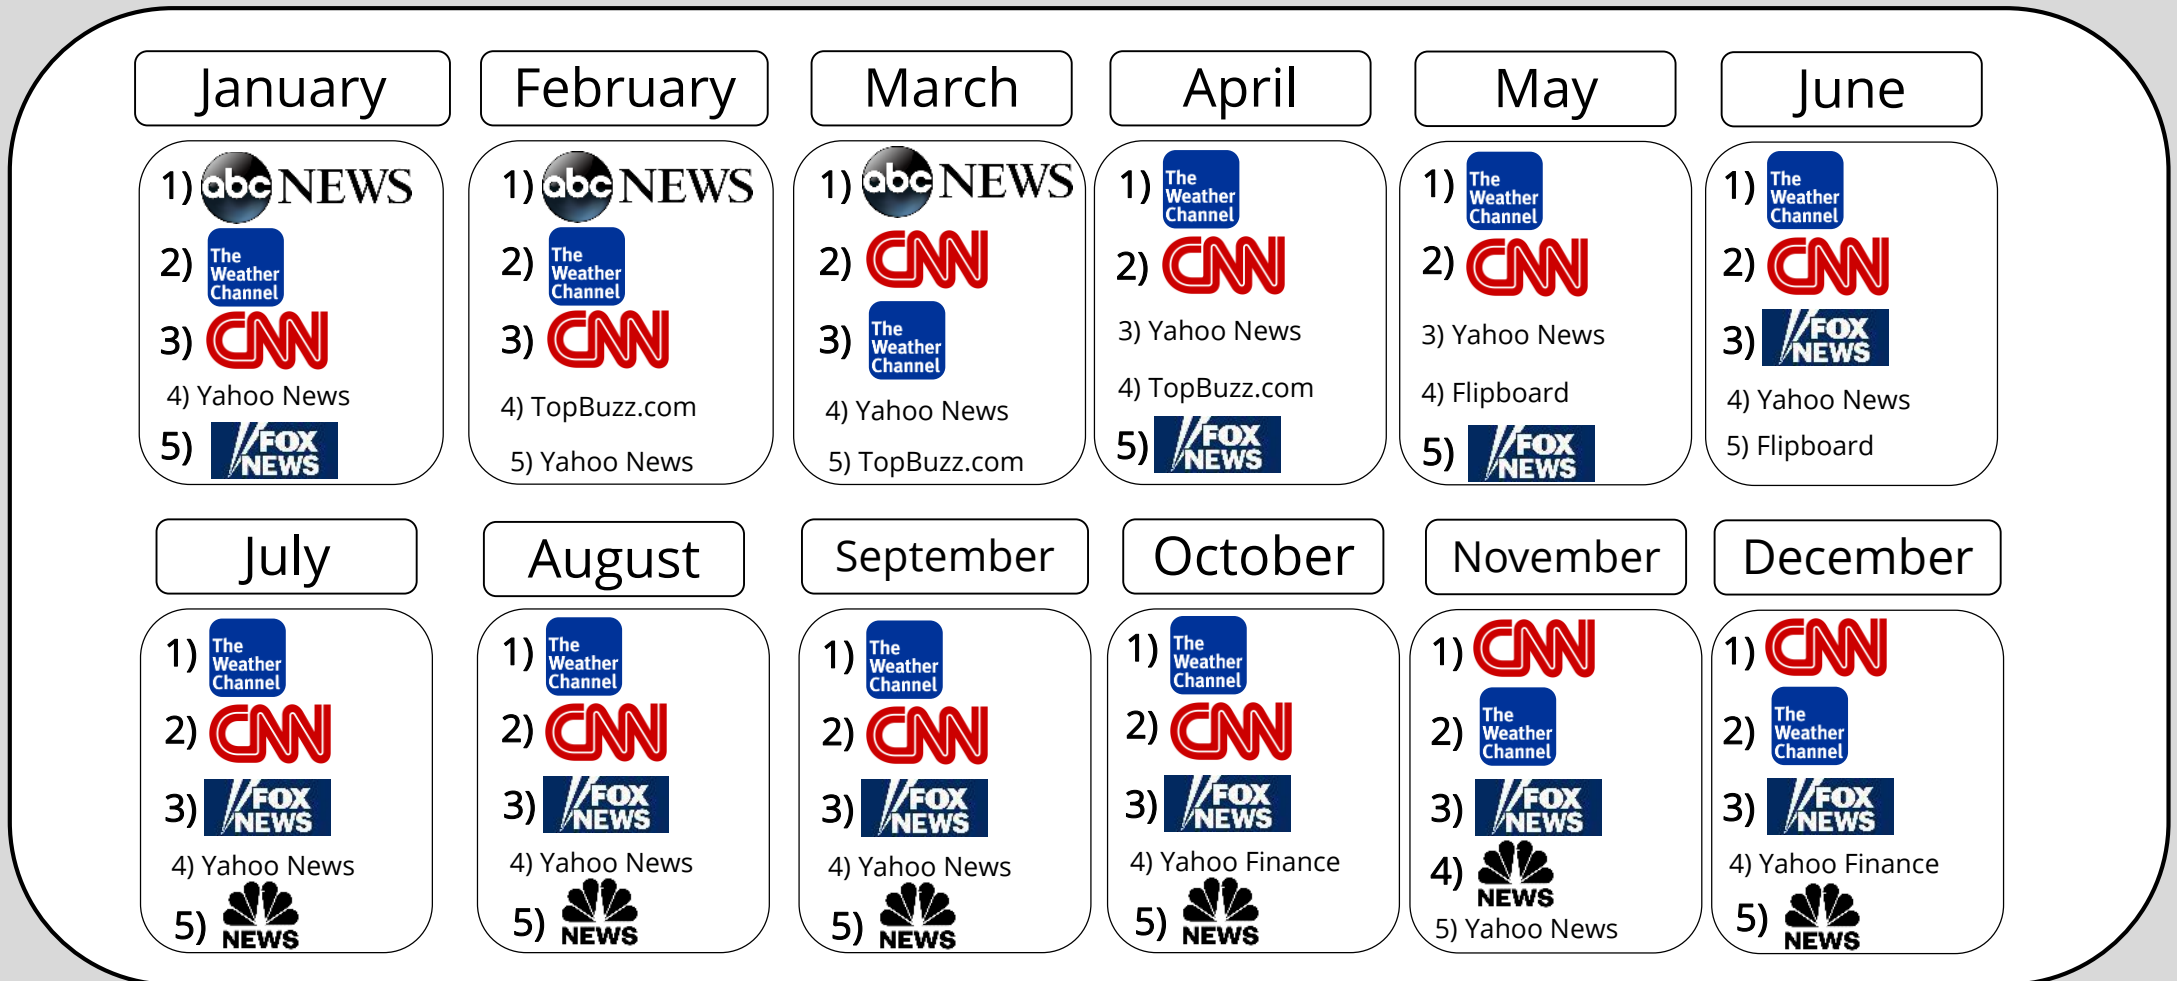 January
1) abc NEWS
2) The Weather Channel
3) CNN
4) Yahoo News
5) FOX NEWS
February
1) abc NEWS
2) The Weather Channel
3) CNN
4) TopBuzz.com
5) Yahoo News
March
1) abc NEWS
2) CNN
3) The Weather Channel
4) Yahoo News
5) TopBuzz.com
April
1) The Weather Channel
2) CNN
3) Yahoo News
4) TopBuzz.com
5) FOX NEWS
May
1) The Weather Channel
2) CNN
3) Yahoo News
4) Flipboard
5) FOX NEWS
June
1) The Weather Channel
2) CNN
3) FOX NEWS
4) Yahoo News
5) Flipboard
July
1) The Weather Channel
2) CNN
3) FOX NEWS
4) Yahoo News
5) NEWS
August
1) The Weather Channel
2) CNN
3) FOX NEWS
4) Yahoo News
5) NEWS
September
1) The Weather Channel
2) CNN
3) FOX NEWS
4) Yahoo News
5) NEWS
October
1) The Weather Channel
2) CNN
3) FOX NEWS
4) Yahoo Finance
5) NEWS
November
1) CNN
2) The Weather Channel
3) FOX NEWS
4) NEWS
5) Yahoo News
December
1) CNN
2) The Weather Channel
3) FOX NEWS
4) Yahoo Finance
5) NEWS